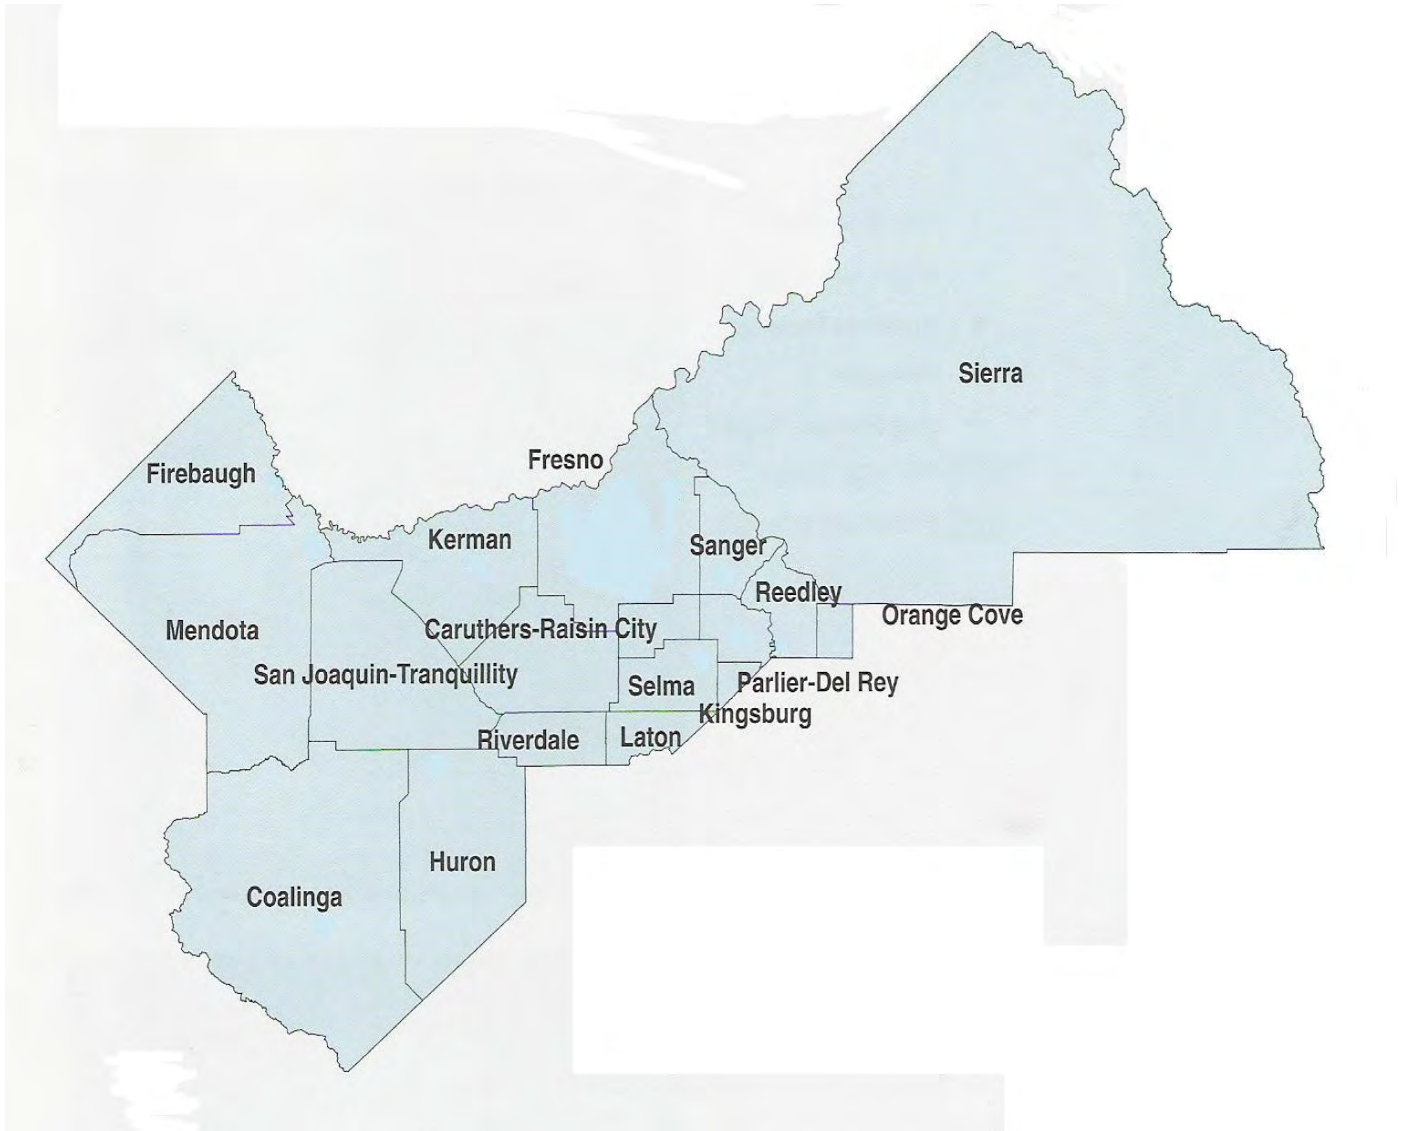 Sierra
Fresno
Firebaugh
Kerman
Sanger
Reedley
Orange Cove
Mendota
Caruthers-Raisin City
San Joaquin-Tranquillity
Selma
Parlier-Del Rey
Kingsburg
Riverdale
Laton
Huron
Coalinga